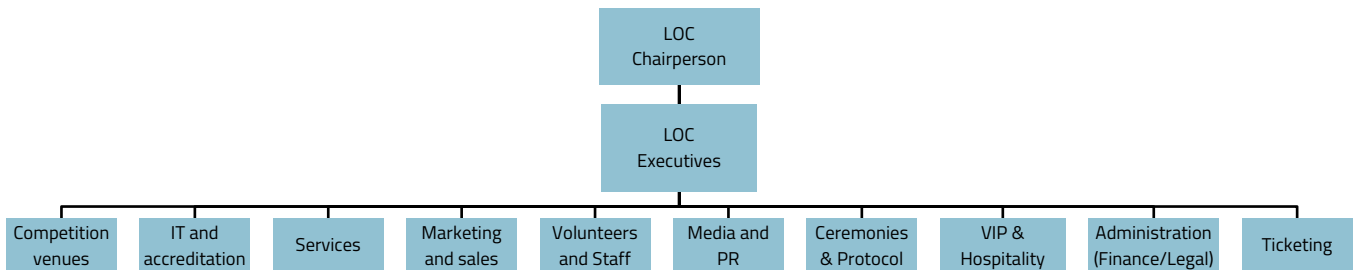 LOC
Chairperson
LOC
Executives
Competition
venues
IT and
accreditation
Services
Marketing
and sales
Volunteers
and Staff
Media and
PR
Ceremonies
& Protocol
VIP &
Hospitality
Administration
(Finance/Legal)
Ticketing